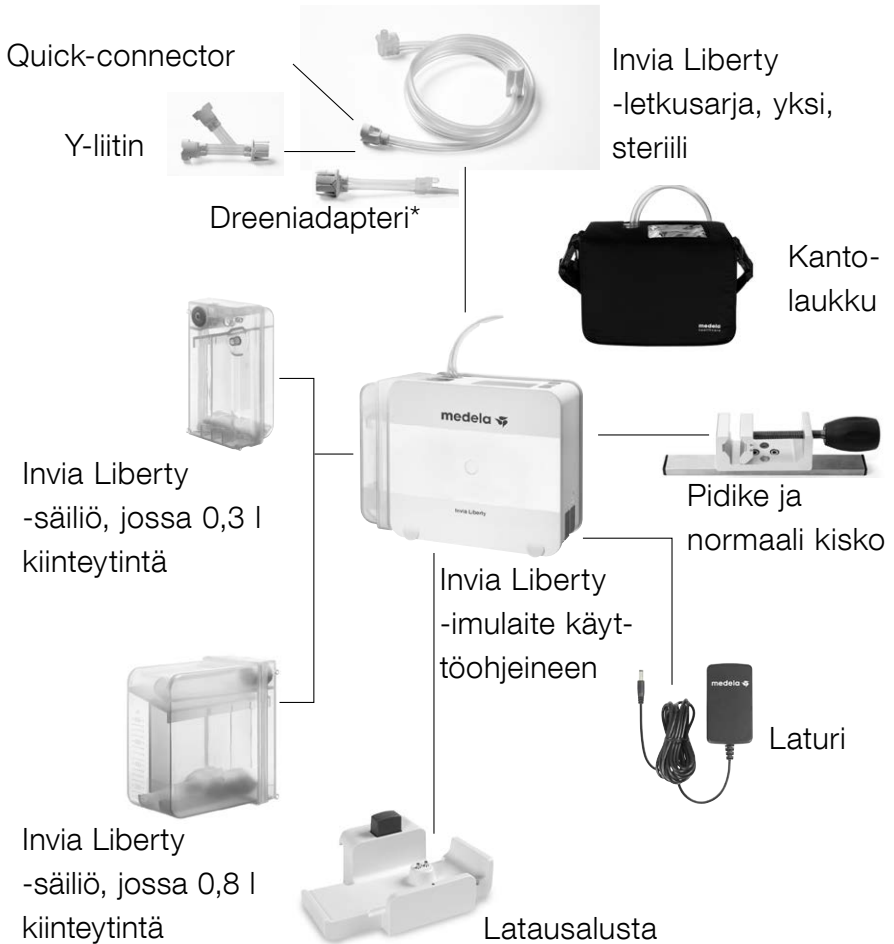 Quick-connector
Y-liitin
Dreeniadapteri*
Invia Liberty
-letkusarja, yksi,
steriili
Kanto-
laukku
medela
medela
Invia Liberty
Invia Liberty
-säiliö, jossa 0,3 l
kiinteytintä
Pidike ja
normaali kisko
Invia Liberty
-imulaite käyt-
töohjeineen
medela
Laturi
Invia Liberty
-säiliö, jossa 0,8 l
kiinteytintä
Latausalusta